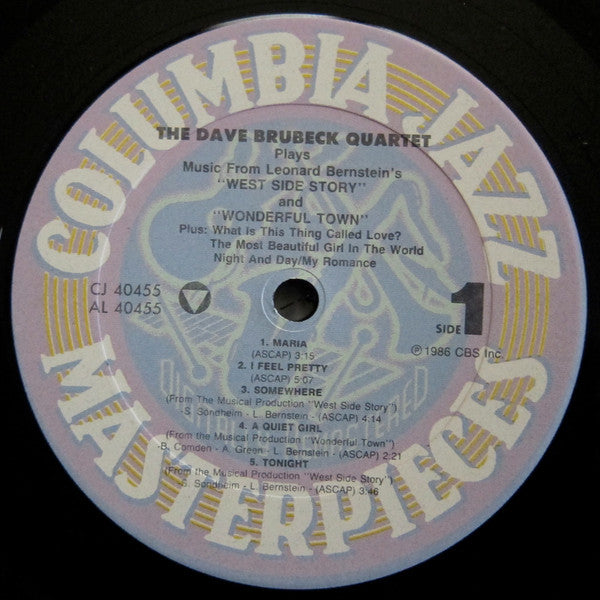 COLUMBIA JAZZ
THE DAVE BRUBECK QUARTET
Plays
Music From Leonard Bernstein's
"WEST SIDE STORY"
and
"WONDERFUL TOWN"
Plus: What Is This Thing Called Love?
The Most Beautiful Girl In The World
Night And Day/My Romance
CJ 40455
AL 40455
SIDE 1
℗ 1986 CBS Inc.
1. MARIA
(ASCAP) 3:15
2. I FEEL PRETTY
(ASCAP) 5:07
3. SOMEWHERE
(From The Musical Production "West Side Story")
-S. Sondheim - L. Bernstein - (ASCAP) 4:14
4. A QUIET GIRL
(From the Musical Production "Wonderful Town")
-B. Comden - A. Green - L. Bernstein - (ASCAP) 2:21
5. TONIGHT
(From the Musical Production "West Side Story")
-S. Sondheim - L. Bernstein - (ASCAP) 3:46
MASTERPIECES